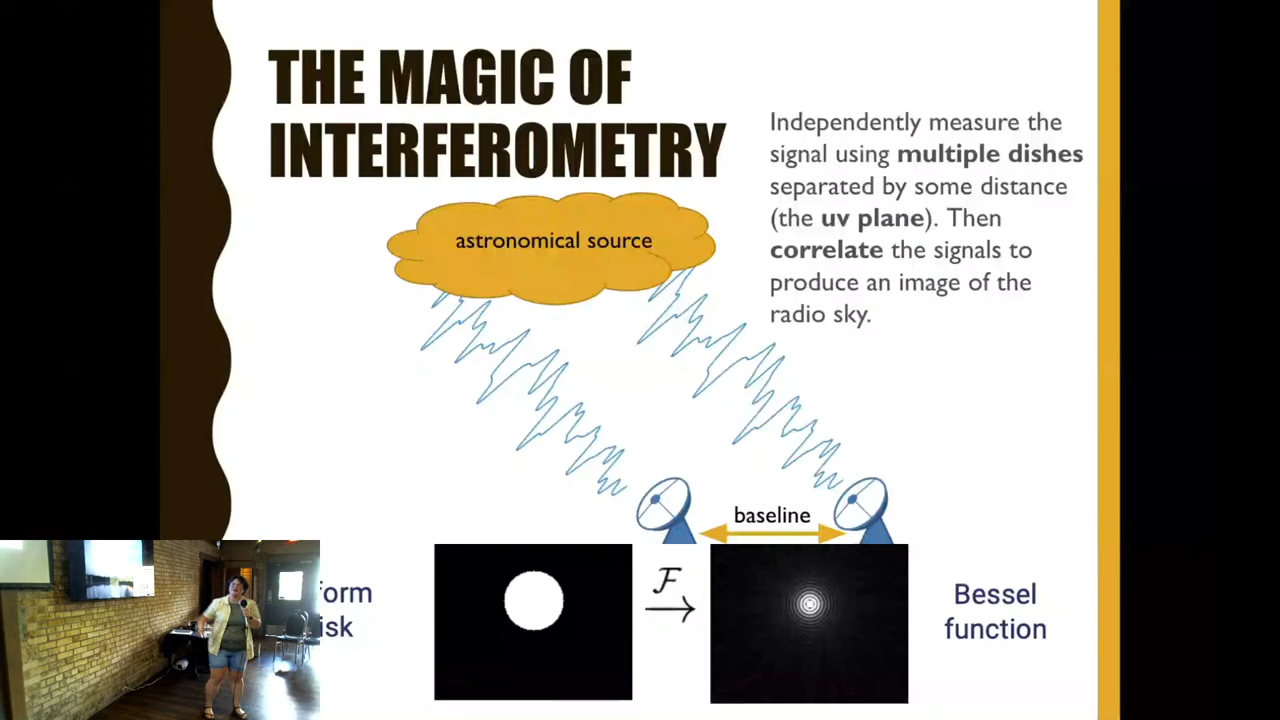 THE MAGIC OF
INTERFEROMETRY
Independently measure the
signal using multiple dishes
separated by some distance
(the uv plane). Then
correlate the signals to
produce an image of the
radio sky.
astronomical source
baseline
form
isk
ℱ
→
Bessel
function